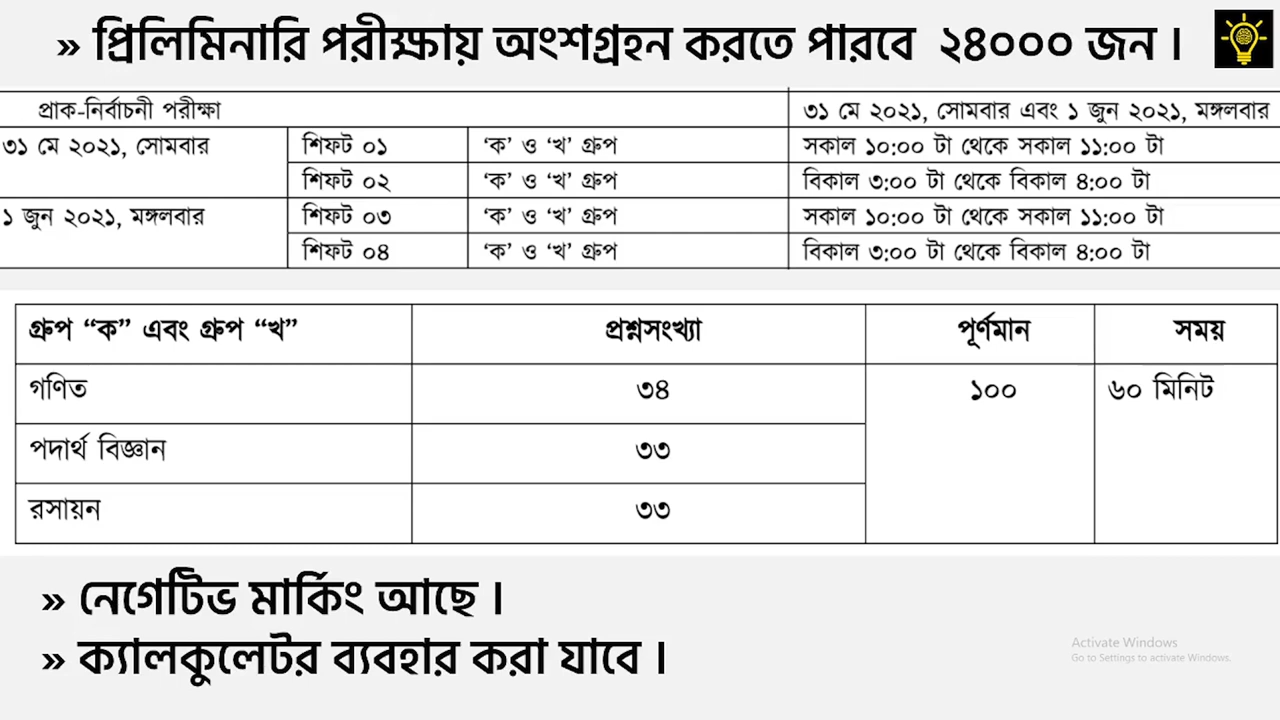 » প্রিলিমিনারি পরীক্ষায় অংশগ্রহন করতে পারবে ২৪০০০ জন।
প্রাক-নির্বাচনী পরীক্ষা ৩১ মে ২০২১, সোমবার এবং ১ জুন ২০২১, মঙ্গলবার
৩১ মে ২০২১, সোমবার শিফট ০১ ‘ক’ ও ‘খ’ গ্রুপ সকাল ১০:০০ টা থেকে সকাল ১১:০০ টা
শিফট ০২ ‘ক’ ও ‘খ’ গ্রুপ বিকাল ৩:০০ টা থেকে বিকাল ৪:০০ টা
১ জুন ২০২১, মঙ্গলবার শিফট ০৩ ‘ক’ ও ‘খ’ গ্রুপ সকাল ১০:০০ টা থেকে সকাল ১১:০০ টা
শিফট ০৪ ‘ক’ ও ‘খ’ গ্রুপ বিকাল ৩:০০ টা থেকে বিকাল ৪:০০ টা
গ্রুপ “ক” এবং গ্রুপ “খ” প্রশ্নসংখ্যা পূর্ণমান সময়
গণিত ৩৪ ১০০ ৬০ মিনিট
পদার্থ বিজ্ঞান ৩৩
রসায়ন ৩৩
» নেগেটিভ মার্কিং আছে।
» ক্যালকুলেটর ব্যবহার করা যাবে।
Activate Windows
Go to Settings to activate Windows.